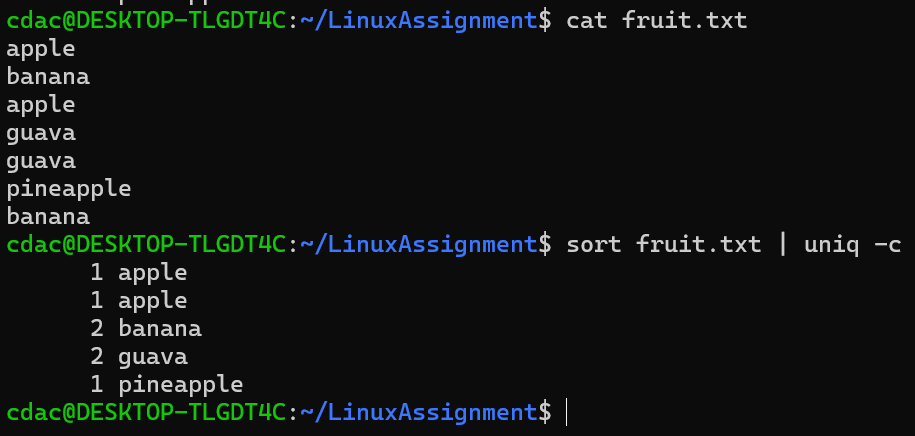 cdac@DESKTOP-TLGDT4C:~/LinuxAssignment$ cat fruit.txt
apple
banana
apple
guava
guava
pineapple
banana
cdac@DESKTOP-TLGDT4C:~/LinuxAssignment$ sort fruit.txt | uniq -c
      1 apple
      1 apple
      2 banana
      2 guava
      1 pineapple
cdac@DESKTOP-TLGDT4C:~/LinuxAssignment$